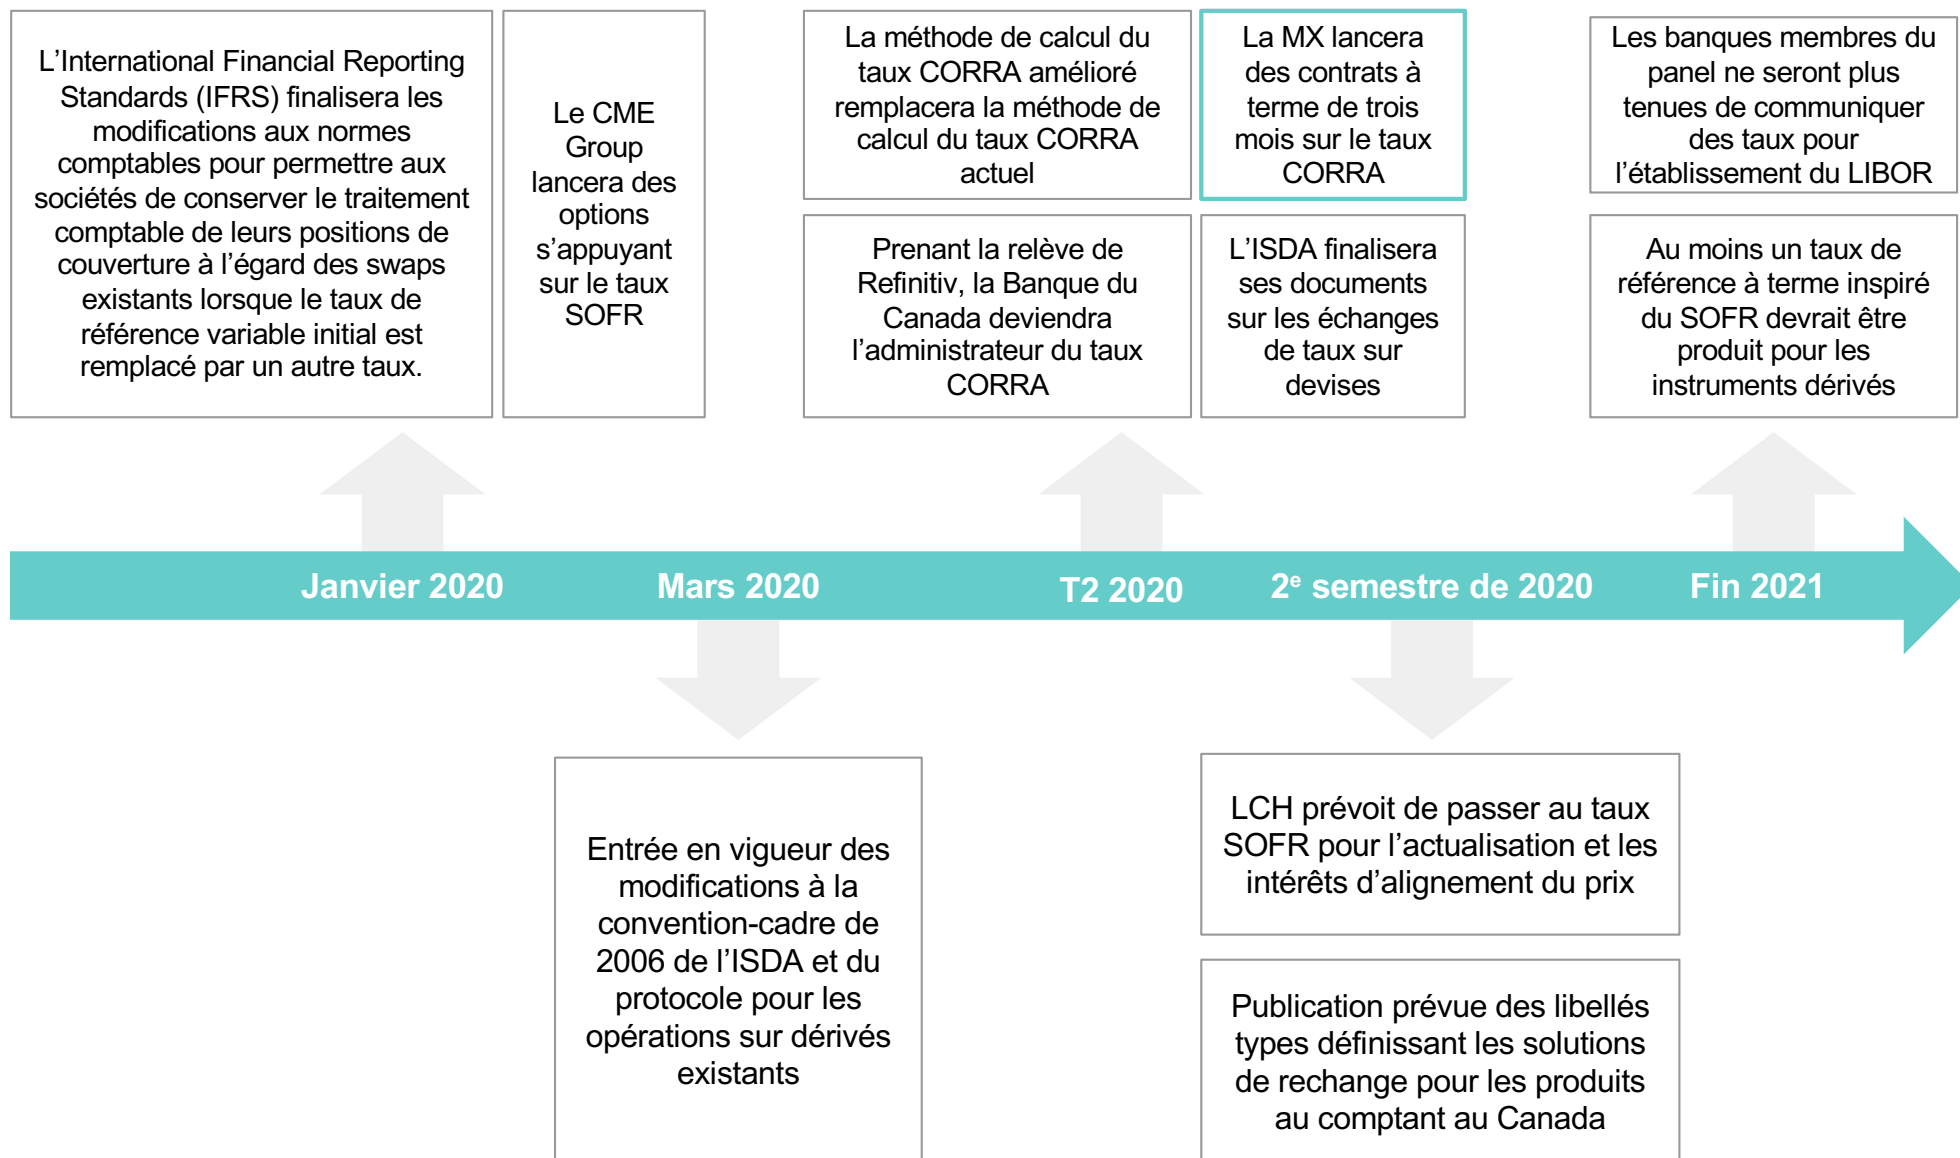 L’International Financial Reporting
Standards (IFRS) finalisera les
modifications aux normes
comptables pour permettre aux
sociétés de conserver le traitement
comptable de leurs positions de
couverture à l’égard des swaps
existants lorsque le taux de
référence variable initial est
remplacé par un autre taux.
Le CME
Group
lancera des
options
s’appuyant
sur le taux
SOFR
La méthode de calcul du
taux CORRA amélioré
remplacera la méthode de
calcul du taux CORRA
actuel
Prenant la relève de
Refinitiv, la Banque du
Canada deviendra
l’administrateur du taux
CORRA
La MX lancera
des contrats à
terme de trois
mois sur le taux
CORRA
L’ISDA finalisera
ses documents
sur les échanges
de taux sur
devises
Les banques membres du
panel ne seront plus
tenues de communiquer
des taux pour
l’établissement du LIBOR
Au moins un taux de
référence à terme inspiré
du SOFR devrait être
produit pour les
instruments dérivés
Janvier 2020
Mars 2020
T2 2020
2e semestre de 2020
Fin 2021
Entrée en vigueur des
modifications à la
convention-cadre de
2006 de l’ISDA et du
protocole pour les
opérations sur dérivés
existants
LCH prévoit de passer au taux
SOFR pour l’actualisation et les
intérêts d’alignement du prix
Publication prévue des libellés
types définissant les solutions
de rechange pour les produits
au comptant au Canada